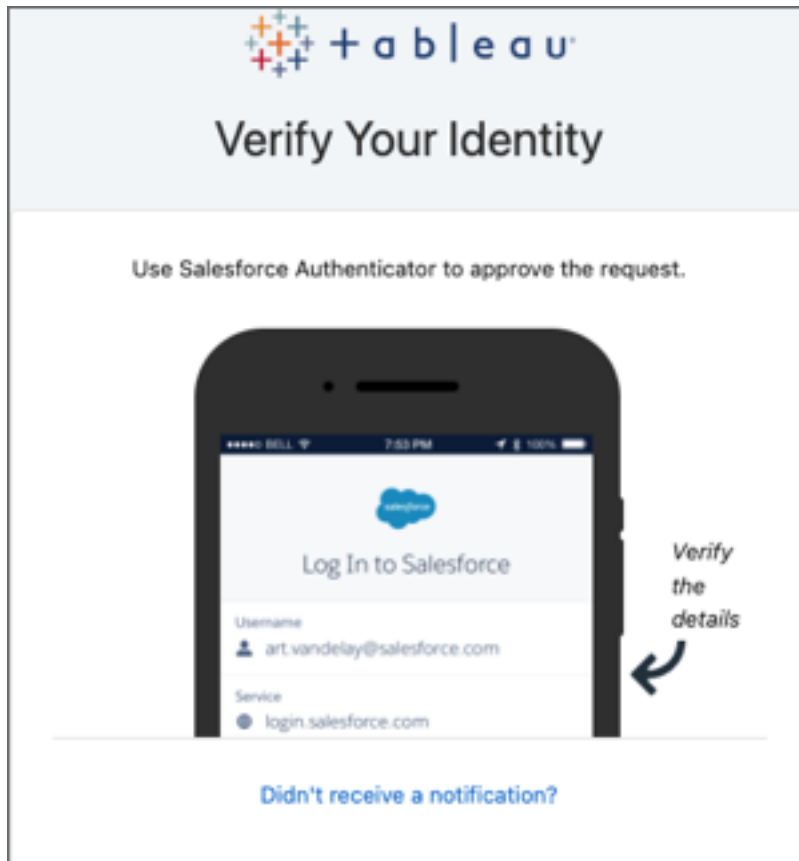 +ableau
Verify Your Identity
Use Salesforce Authenticator to approve the request.
BELL 7:53 PM 100%
salesforce
Log In to Salesforce
Username
art.vandelay@salesforce.com
Service
login.salesforce.com
Verify
the
details
Didn't receive a notification?